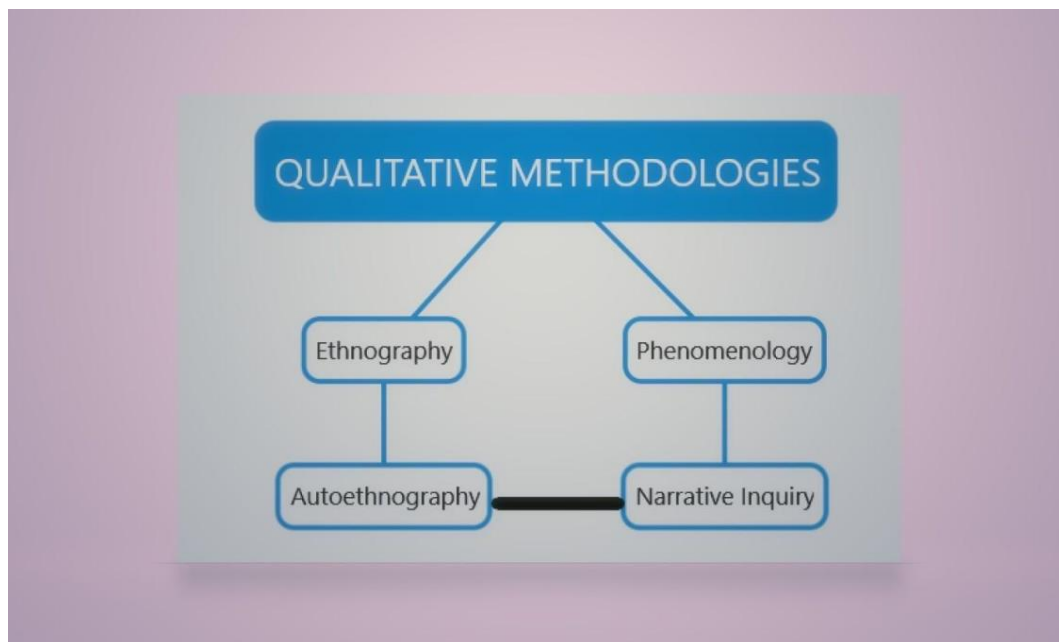 QUALITATIVE METHODOLOGIES
Ethnography
Phenomenology
Autoethnography
Narrative Inquiry